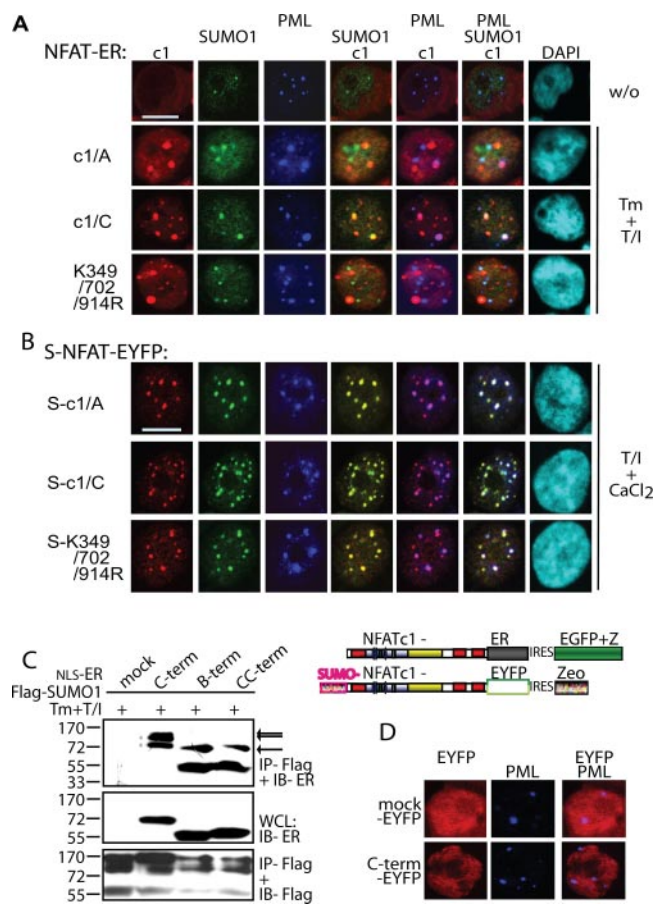 A
NFAT-ER:
c1
SUMO1
PML
SUMO1
c1
PML
c1
PML
SUMO1
c1
DAPI
w/o
c1/A
c1/C
K349
/702
/914R
Tm
+
T/I
B
S-NFAT-EYFP:
S-c1/A
S-c1/C
S-K349
/702
/914R
T/I
+
CaCl2
C
NLS-ER
Flag-SUMO1
mock
C-term
B-term
CC-term
Tm+T/I
+ + + +
170
72
55
33
IP- Flag
+ IB- ER
170
72
55
WCL:
IB- ER
170
72
55
IP- Flag
+
IB- Flag
NFATc1 -
ER
IRES
EGFP+Z
SUMO-
NFATc1 -
EYFP
IRES
Zeo
D
EYFP
PML
EYFP
PML
mock
-EYFP
C-term
-EYFP